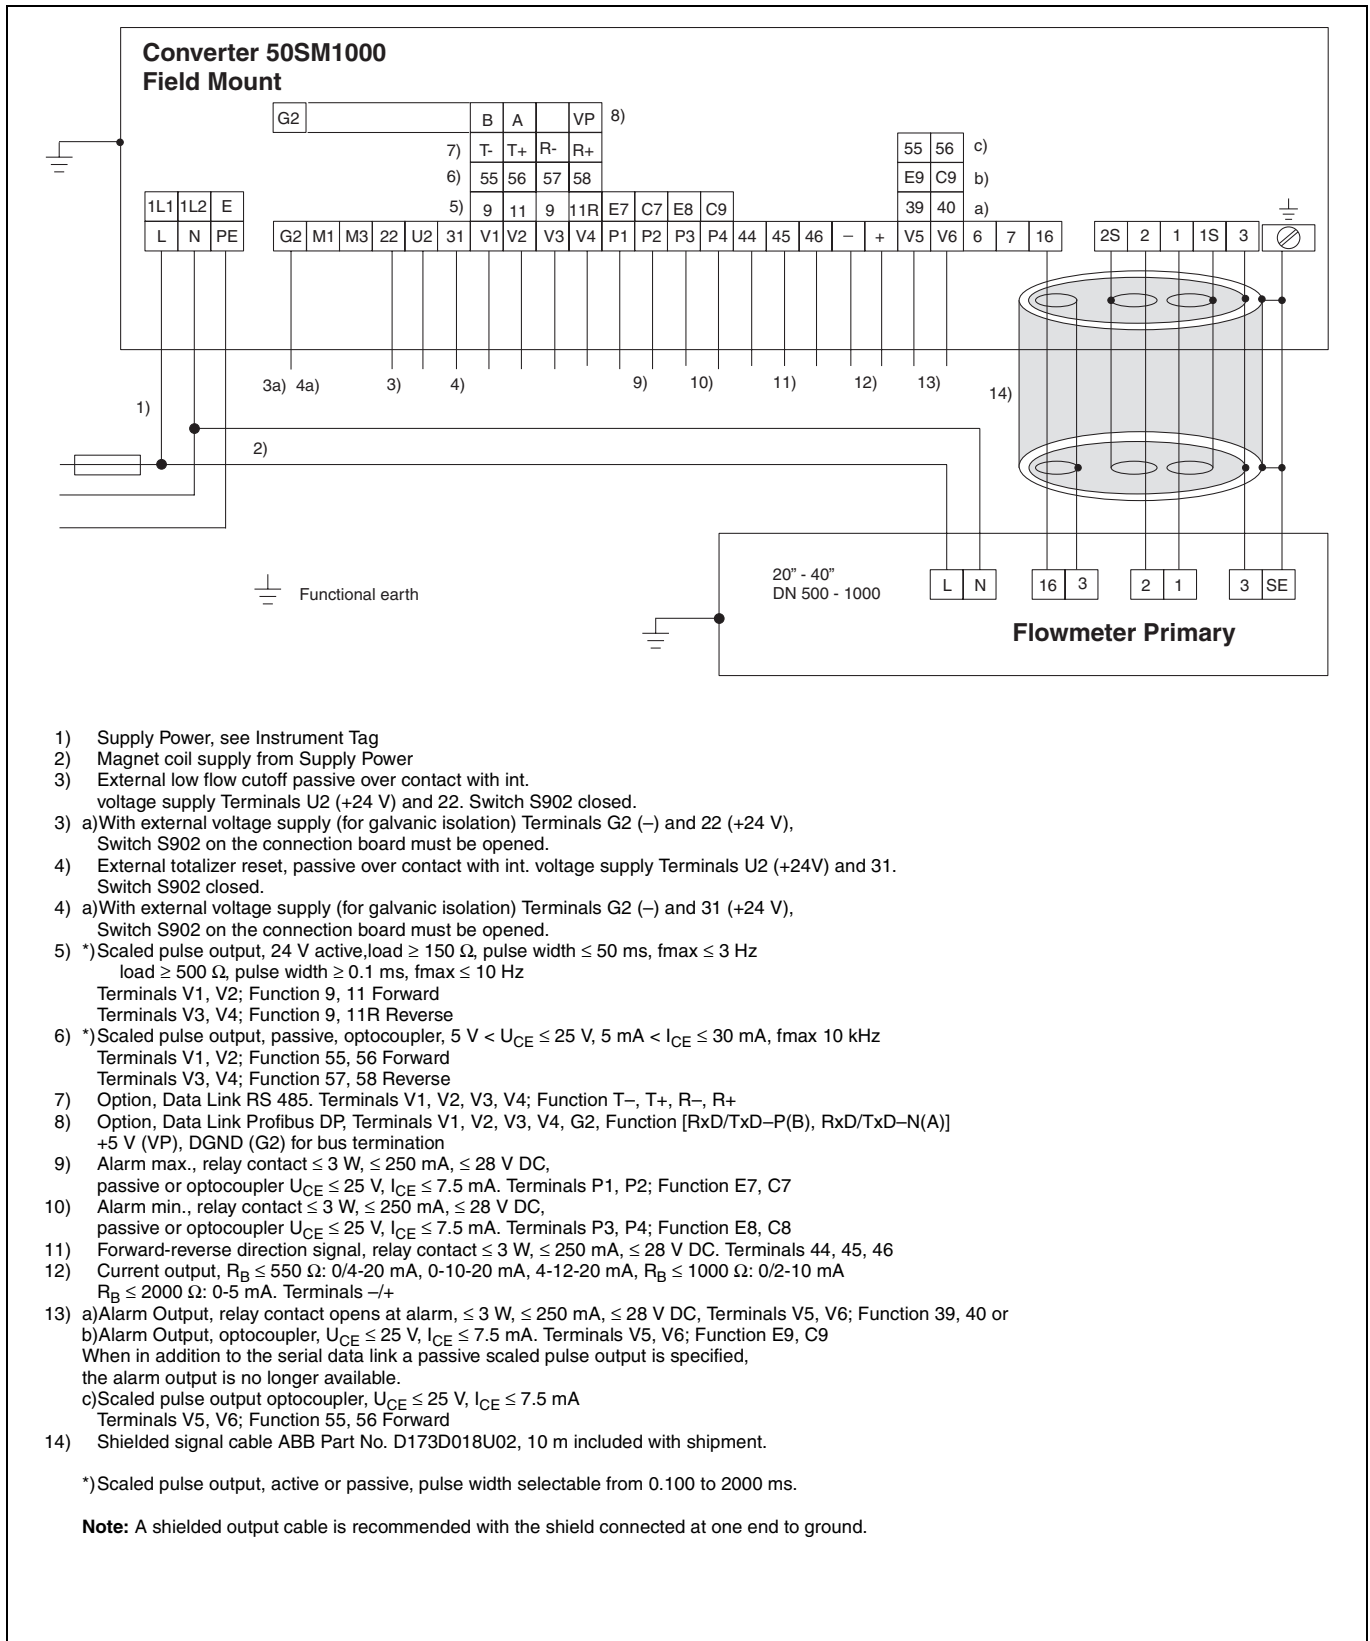 Converter 50SM1000
Field Mount
G2 B A VP 8)
7) T- T+ R- R+ 55 56 c)
6) 55 56 57 58 E9 C9 b)
1L1 1L2 E 5) 9 11 9 11R E7 C7 E8 C9 39 40 a)
L N PE G2 M1 M3 22 U2 31 V1 V2 V3 V4 P1 P2 P3 P4 44 45 46 – + V5 V6 6 7 16 2S 2 1 1S 3
3a) 4a) 3) 4) 9) 10) 11) 12) 13) 14)
1)
2)
20” - 40”
DN 500 - 1000
L N 16 3 2 1 3 SE
Functional earth
Flowmeter Primary
1) Supply Power, see Instrument Tag
2) Magnet coil supply from Supply Power
3) External low flow cutoff passive over contact with int.
voltage supply Terminals U2 (+24 V) and 22. Switch S902 closed.
3) a)With external voltage supply (for galvanic isolation) Terminals G2 (–) and 22 (+24 V),
Switch S902 on the connection board must be opened.
4) External totalizer reset, passive over contact with int. voltage supply Terminals U2 (+24V) and 31.
Switch S902 closed.
4) a)With external voltage supply (for galvanic isolation) Terminals G2 (–) and 31 (+24 V),
Switch S902 on the connection board must be opened.
5) *)Scaled pulse output, 24 V active,load ≥ 150 Ω, pulse width ≤ 50 ms, fmax ≤ 3 Hz
load ≥ 500 Ω, pulse width ≥ 0.1 ms, fmax ≤ 10 Hz
Terminals V1, V2; Function 9, 11 Forward
Terminals V3, V4; Function 9, 11R Reverse
6) *)Scaled pulse output, passive, optocoupler, 5 V < UCE ≤ 25 V, 5 mA < ICE ≤ 30 mA, fmax 10 kHz
Terminals V1, V2; Function 55, 56 Forward
Terminals V3, V4; Function 57, 58 Reverse
7) Option, Data Link RS 485. Terminals V1, V2, V3, V4; Function T–, T+, R–, R+
8) Option, Data Link Profibus DP, Terminals V1, V2, V3, V4, G2, Function [RxD/TxD–P(B), RxD/TxD–N(A)]
+5 V (VP), DGND (G2) for bus termination
9) Alarm max., relay contact ≤ 3 W, ≤ 250 mA, ≤ 28 V DC,
passive or optocoupler UCE ≤ 25 V, ICE ≤ 7.5 mA. Terminals P1, P2; Function E7, C7
10) Alarm min., relay contact ≤ 3 W, ≤ 250 mA, ≤ 28 V DC,
passive or optocoupler UCE ≤ 25 V, ICE ≤ 7.5 mA. Terminals P3, P4; Function E8, C8
11) Forward-reverse direction signal, relay contact ≤ 3 W, ≤ 250 mA, ≤ 28 V DC. Terminals 44, 45, 46
12) Current output, RB ≤ 550 Ω: 0/4-20 mA, 0-10-20 mA, 4-12-20 mA, RB ≤ 1000 Ω: 0/2-10 mA
RB ≤ 2000 Ω: 0-5 mA. Terminals –/+
13) a)Alarm Output, relay contact opens at alarm, ≤ 3 W, ≤ 250 mA, ≤ 28 V DC, Terminals V5, V6; Function 39, 40 or
b)Alarm Output, optocoupler, UCE ≤ 25 V, ICE ≤ 7.5 mA. Terminals V5, V6; Function E9, C9
When in addition to the serial data link a passive scaled pulse output is specified,
the alarm output is no longer available.
c)Scaled pulse output optocoupler, UCE ≤ 25 V, ICE ≤ 7.5 mA
Terminals V5, V6; Function 55, 56 Forward
14) Shielded signal cable ABB Part No. D173D018U02, 10 m included with shipment.
*)Scaled pulse output, active or passive, pulse width selectable from 0.100 to 2000 ms.
Note: A shielded output cable is recommended with the shield connected at one end to ground.